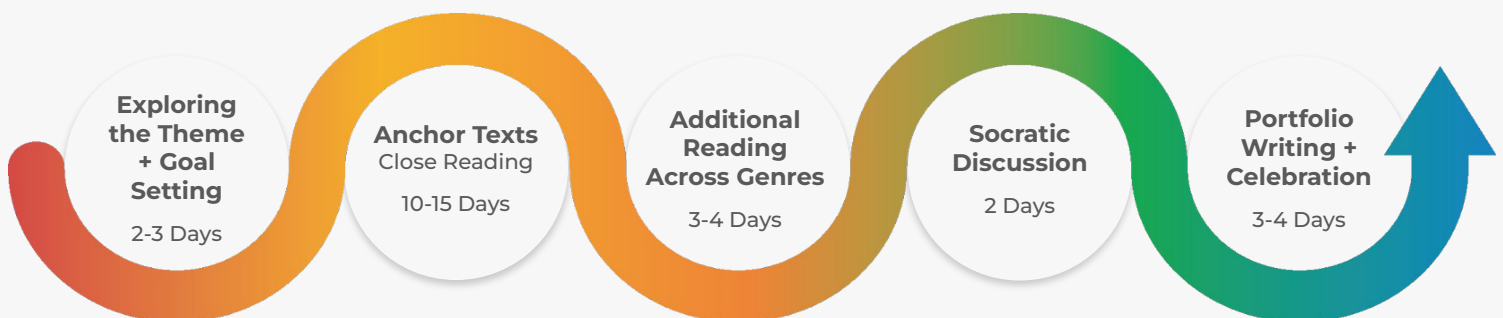 Exploring
the Theme
+ Goal
Setting
2-3 Days
Anchor Texts
Close Reading
10-15 Days
Additional
Reading
Across Genres
3-4 Days
Socratic
Discussion
2 Days
Portfolio
Writing +
Celebration
3-4 Days